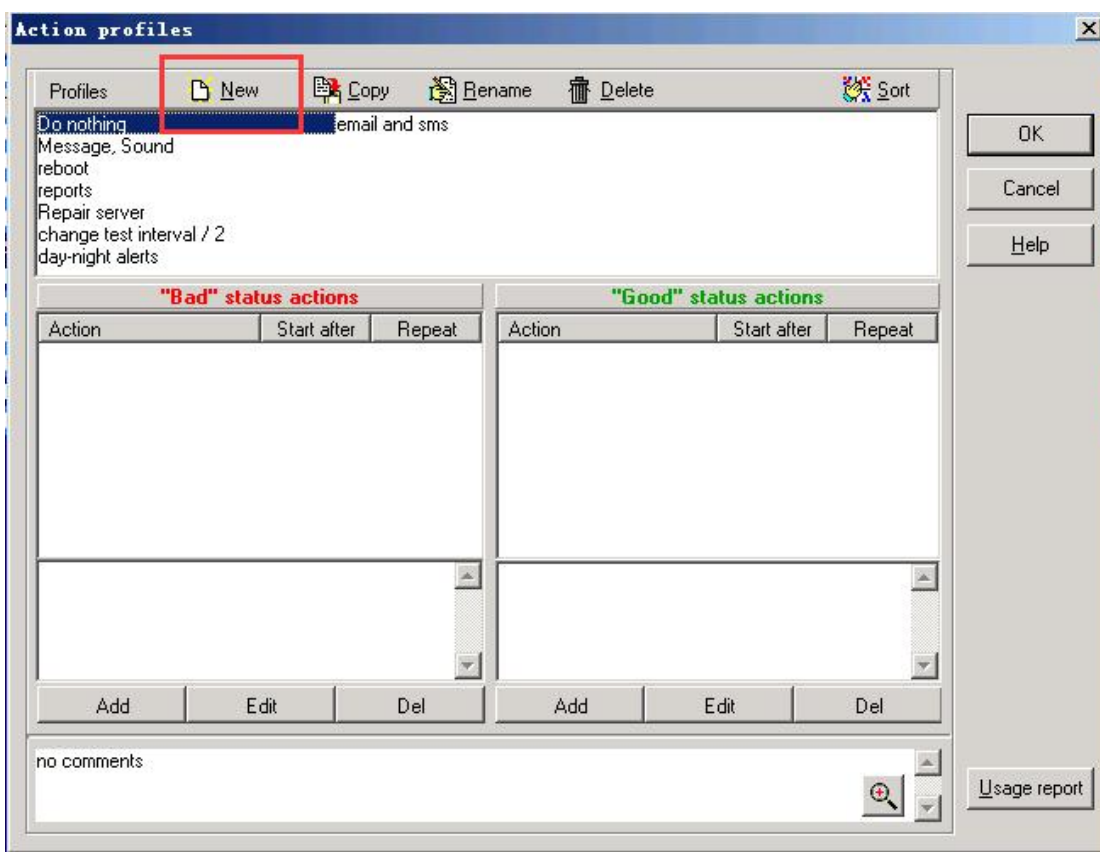 Action profiles
Profiles New Copy Rename Delete Sort
Do nothing email and sms
Message, Sound
reboot
reports
Repair server
change test interval / 2
day-night alerts
OK
Cancel
Help
"Bad" status actions "Good" status actions
Action Start after Repeat Action Start after Repeat
Add Edit Del Add Edit Del
no comments
Usage report